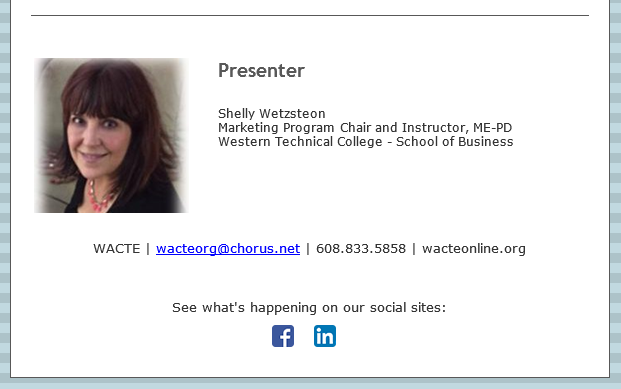 Presenter
Shelly Wetzsteon
Marketing Program Chair and Instructor, ME-PD
Western Technical College - School of Business
WACTE | wacteorg@chorus.net | 608.833.5858 | wacteonline.org
See what's happening on our social sites:
f in